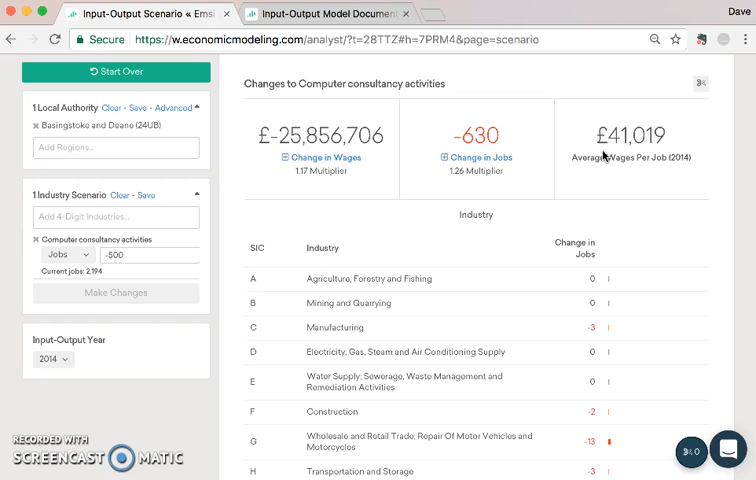 Input-Output Scenario « Emsi
Input-Output Model Document
Dave
Secure
https://w.economicmodeling.com/analyst/?t=28TTZ#h=7PRM4&page=scenario
Start Over
1 Local Authority Clear - Save - Advanced
Basingstoke and Deane (24UB)
Add Regions...
1 Industry Scenario Clear - Save
Add 4-Digit Industries...
Computer consultancy activities
Jobs -500
Current jobs: 2,194
Make Changes
Input-Output Year
2014
Changes to Computer consultancy activities
£-25,856,706
Change in Wages
1.17 Multiplier
-630
Change in Jobs
1.26 Multiplier
£41,019
Average Wages Per Job (2014)
Industry
SIC Industry Change in
Jobs
A Agriculture, Forestry and Fishing 0
B Mining and Quarrying 0
C Manufacturing -3
D Electricity, Gas, Steam and Air Conditioning Supply 0
E Water Supply; Sewerage, Waste Management and
Remediation Activities 0
F Construction -2
G Wholesale and Retail Trade; Repair Of Motor Vehicles and
Motorcycles -13
H Transportation and Storage -3
0
RECORDED WITH
SCREENCAST MATIC